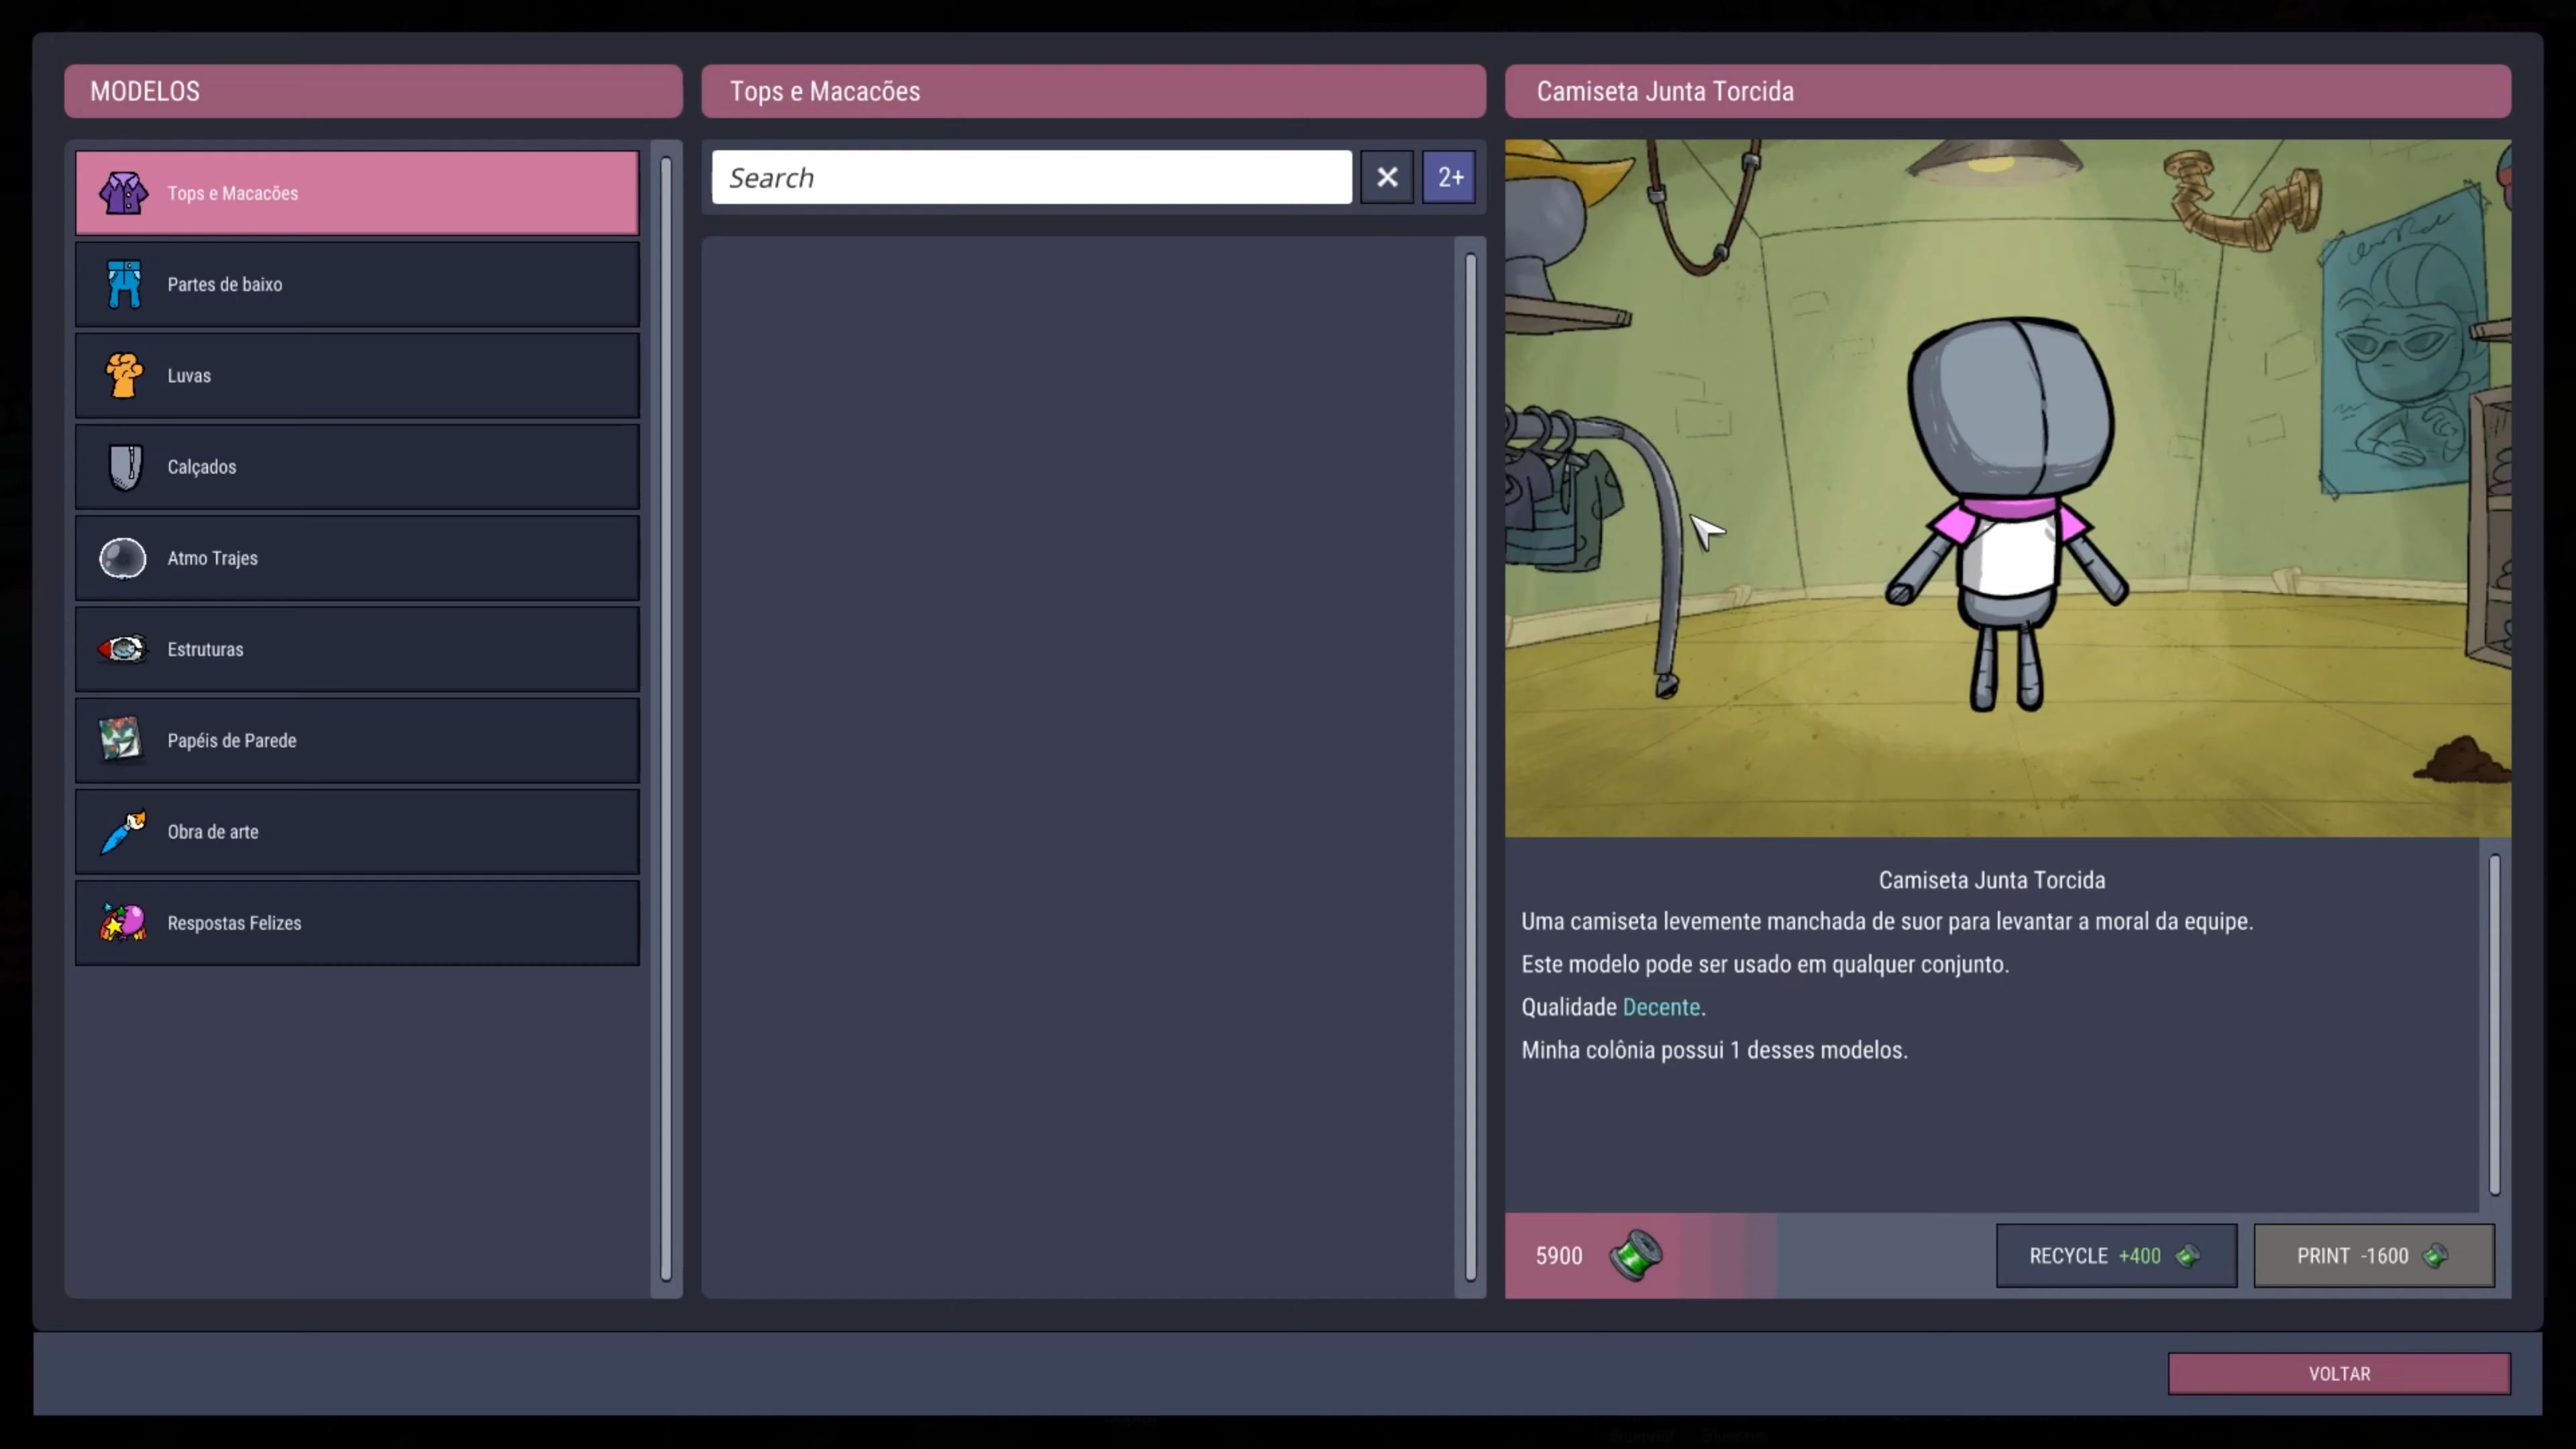 MODELOS
Tops e Macacões
Partes de baixo
Luvas
Calçados
Atmo Trajes
Estruturas
Papéis de Parede
Obra de arte
Respostas Felizes
Tops e Macacões
Search
2+
Camiseta Junta Torcida
Camiseta Junta Torcida
Uma camiseta levemente manchada de suor para levantar a moral da equipe.
Este modelo pode ser usado em qualquer conjunto.
Qualidade Decente.
Minha colônia possui 1 desses modelos.
5900
RECYCLE +400
PRINT -1600
VOLTAR